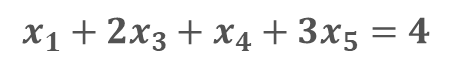 x₁ + 2x₃ + x₄ + 3x₅ = 4